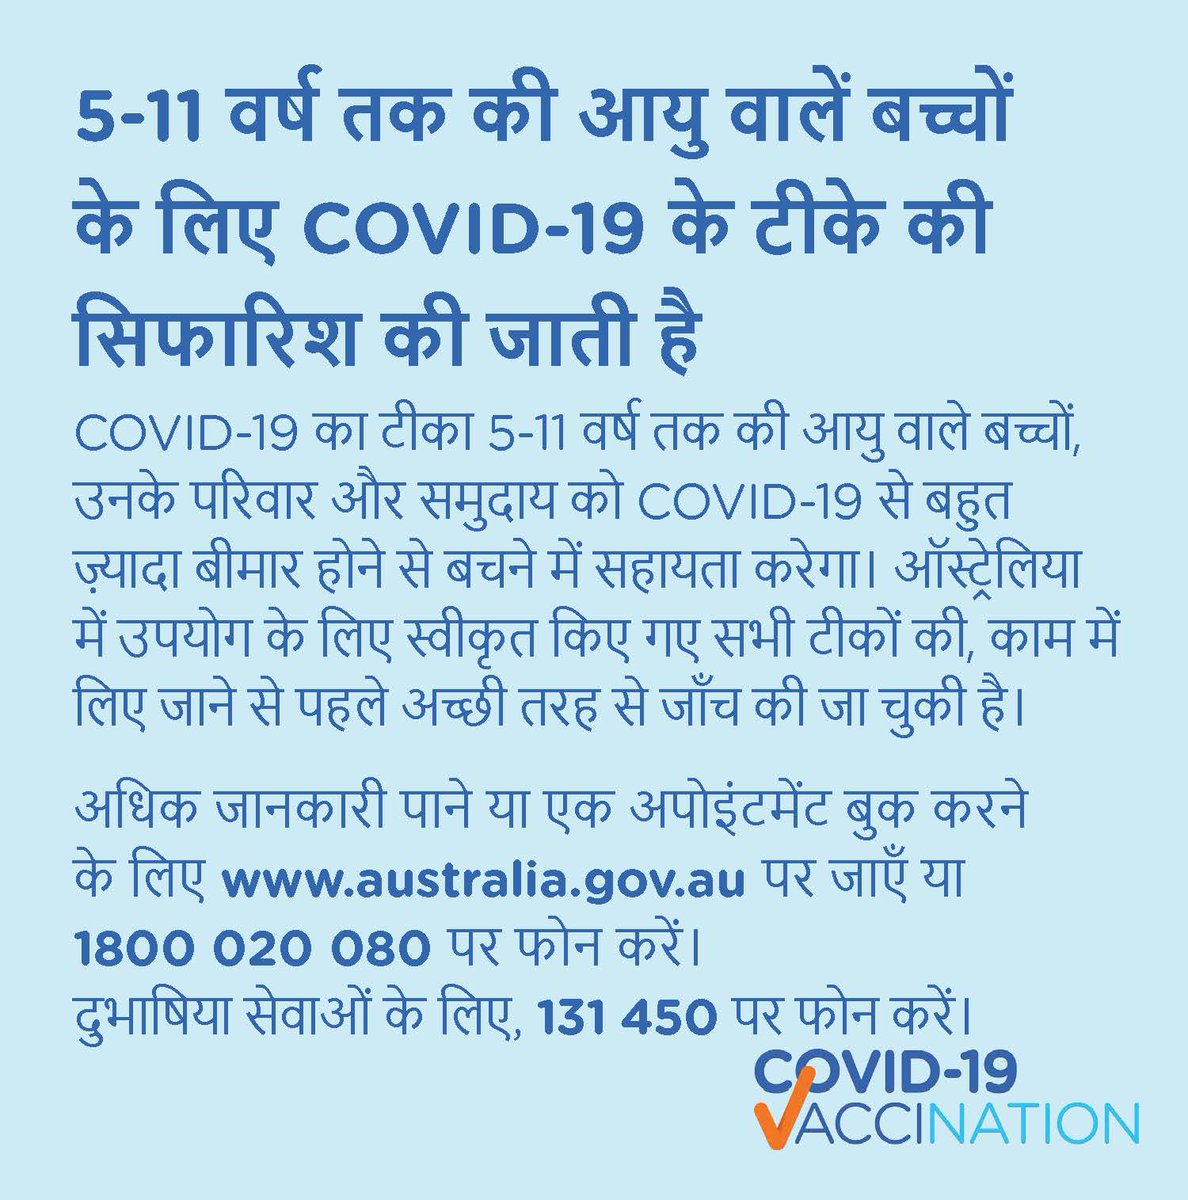 5-11 वर्ष तक की आयु वालें बच्चों
के लिए COVID-19 के टीके की
सिफारिश की जाती है
COVID-19 का टीका 5-11 वर्ष तक की आयु वाले बच्चों,
उनके परिवार और समुदाय को COVID-19 से बहुत
ज़्यादा बीमार होने से बचने में सहायता करेगा। ऑस्ट्रेलिया
में उपयोग के लिए स्वीकृत किए गए सभी टीकों की, काम में
लिए जाने से पहले अच्छी तरह से जाँच की जा चुकी है।
अधिक जानकारी पाने या एक अपोइंटमेंट बुक करने
के लिए www.australia.gov.au पर जाएँ या
1800 020 080 पर फोन करें।
दुभाषिया सेवाओं के लिए, 131 450 पर फोन करें।
COVID-19
VACCINATION